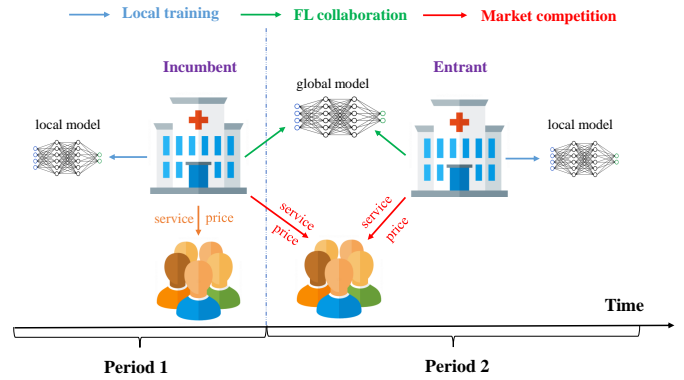 Local training
FL collaboration
Market competition
Incumbent
global model
Entrant
local model
local model
service price
service
price
service
price
Time
Period 1
Period 2